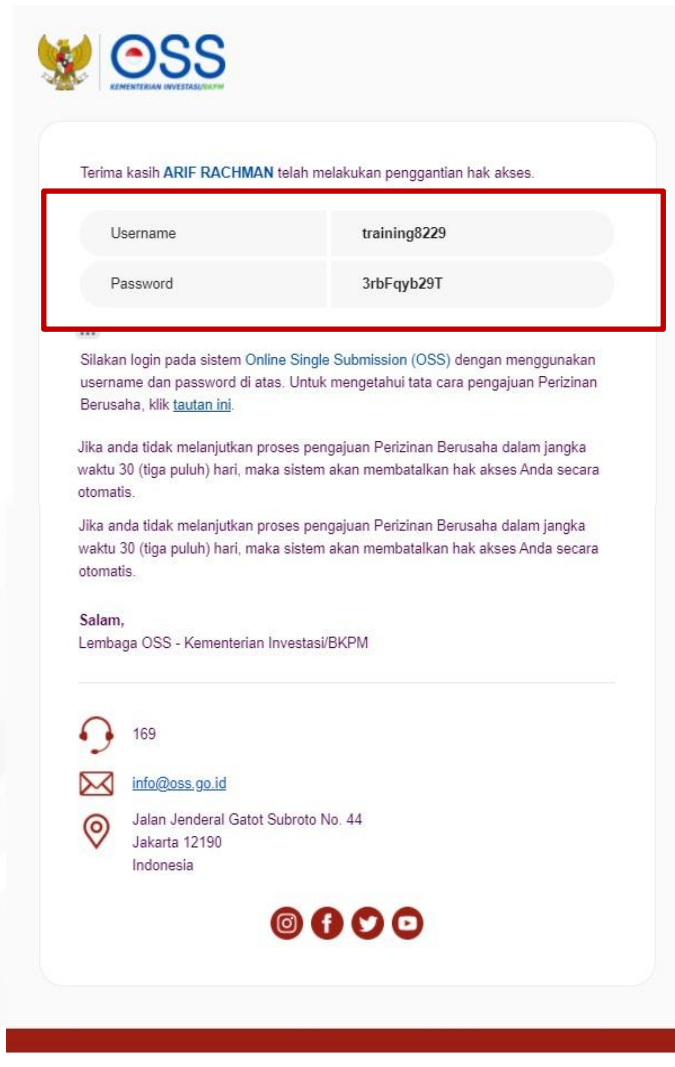 OSS
KEMENTERIAN INVESTASI/BKPM
Terima kasih ARIF RACHMAN telah melakukan penggantian hak akses.
Username training8229
Password 3rbFqyb29T
Silakan login pada sistem Online Single Submission (OSS) dengan menggunakan
username dan password di atas. Untuk mengetahui tata cara pengajuan Perizinan
Berusaha, klik tautan ini.
Jika anda tidak melanjutkan proses pengajuan Perizinan Berusaha dalam jangka
waktu 30 (tiga puluh) hari, maka sistem akan membatalkan hak akses Anda secara
otomatis.
Jika anda tidak melanjutkan proses pengajuan Perizinan Berusaha dalam jangka
waktu 30 (tiga puluh) hari, maka sistem akan membatalkan hak akses Anda secara
otomatis.
Salam,
Lembaga OSS - Kementerian Investasi/BKPM
169
info@oss.go.id
Jalan Jenderal Gatot Subroto No. 44
Jakarta 12190
Indonesia